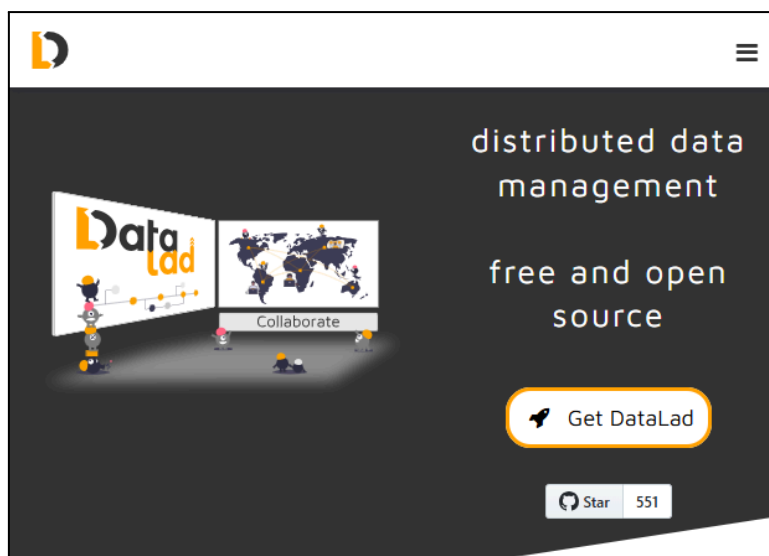 Data
lad
Collaborate
distributed data
management
free and open
source
Get DataLad
Star 551